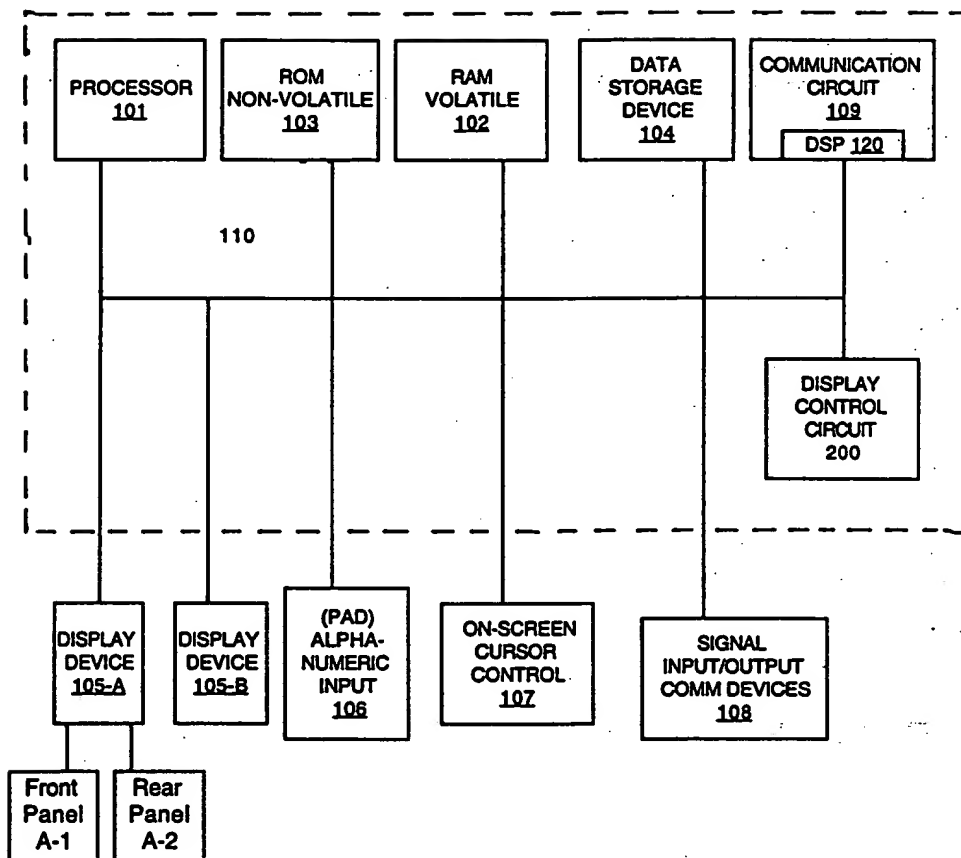 PROCESSOR
101
ROM
NON-VOLATILE
103
RAM
VOLATILE
102
DATA
STORAGE
DEVICE
104
COMMUNICATION
CIRCUIT
109
DSP 120
110
DISPLAY
CONTROL
CIRCUIT
200
DISPLAY
DEVICE
105-A
DISPLAY
DEVICE
105-B
(PAD)
ALPHA-
NUMERIC
INPUT
106
ON-SCREEN
CURSOR
CONTROL
107
SIGNAL
INPUT/OUTPUT
COMM DEVICES
108
Front
Panel
A-1
Rear
Panel
A-2